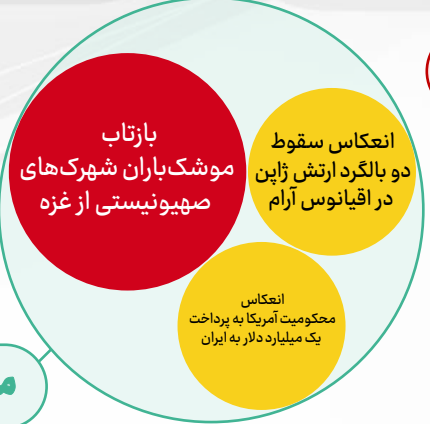 بازتاب
موشک‌باران شهرک‌های
صهیونیستی از غزه
انعکاس سقوط
دو بالگرد ارتش ژاپن
در اقیانوس آرام
انعکاس
محکومیت آمریکا به پرداخت
یک میلیارد دلار به ایران